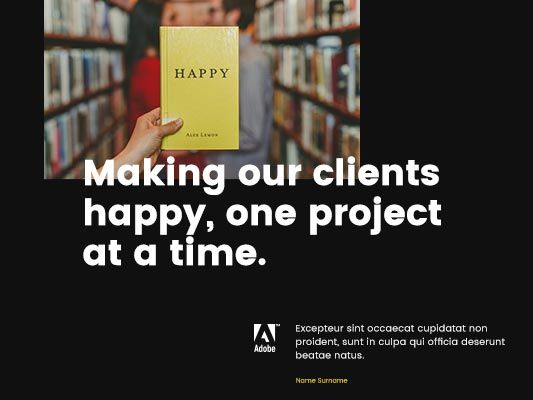 HAPPY
ALEX LEMON
Making our clients
happy, one project
at a time.
Adobe
Excepteur sint occaecat cupidatat non
proident, sunt in culpa qui officia deserunt
beatae natus.
Name Surname